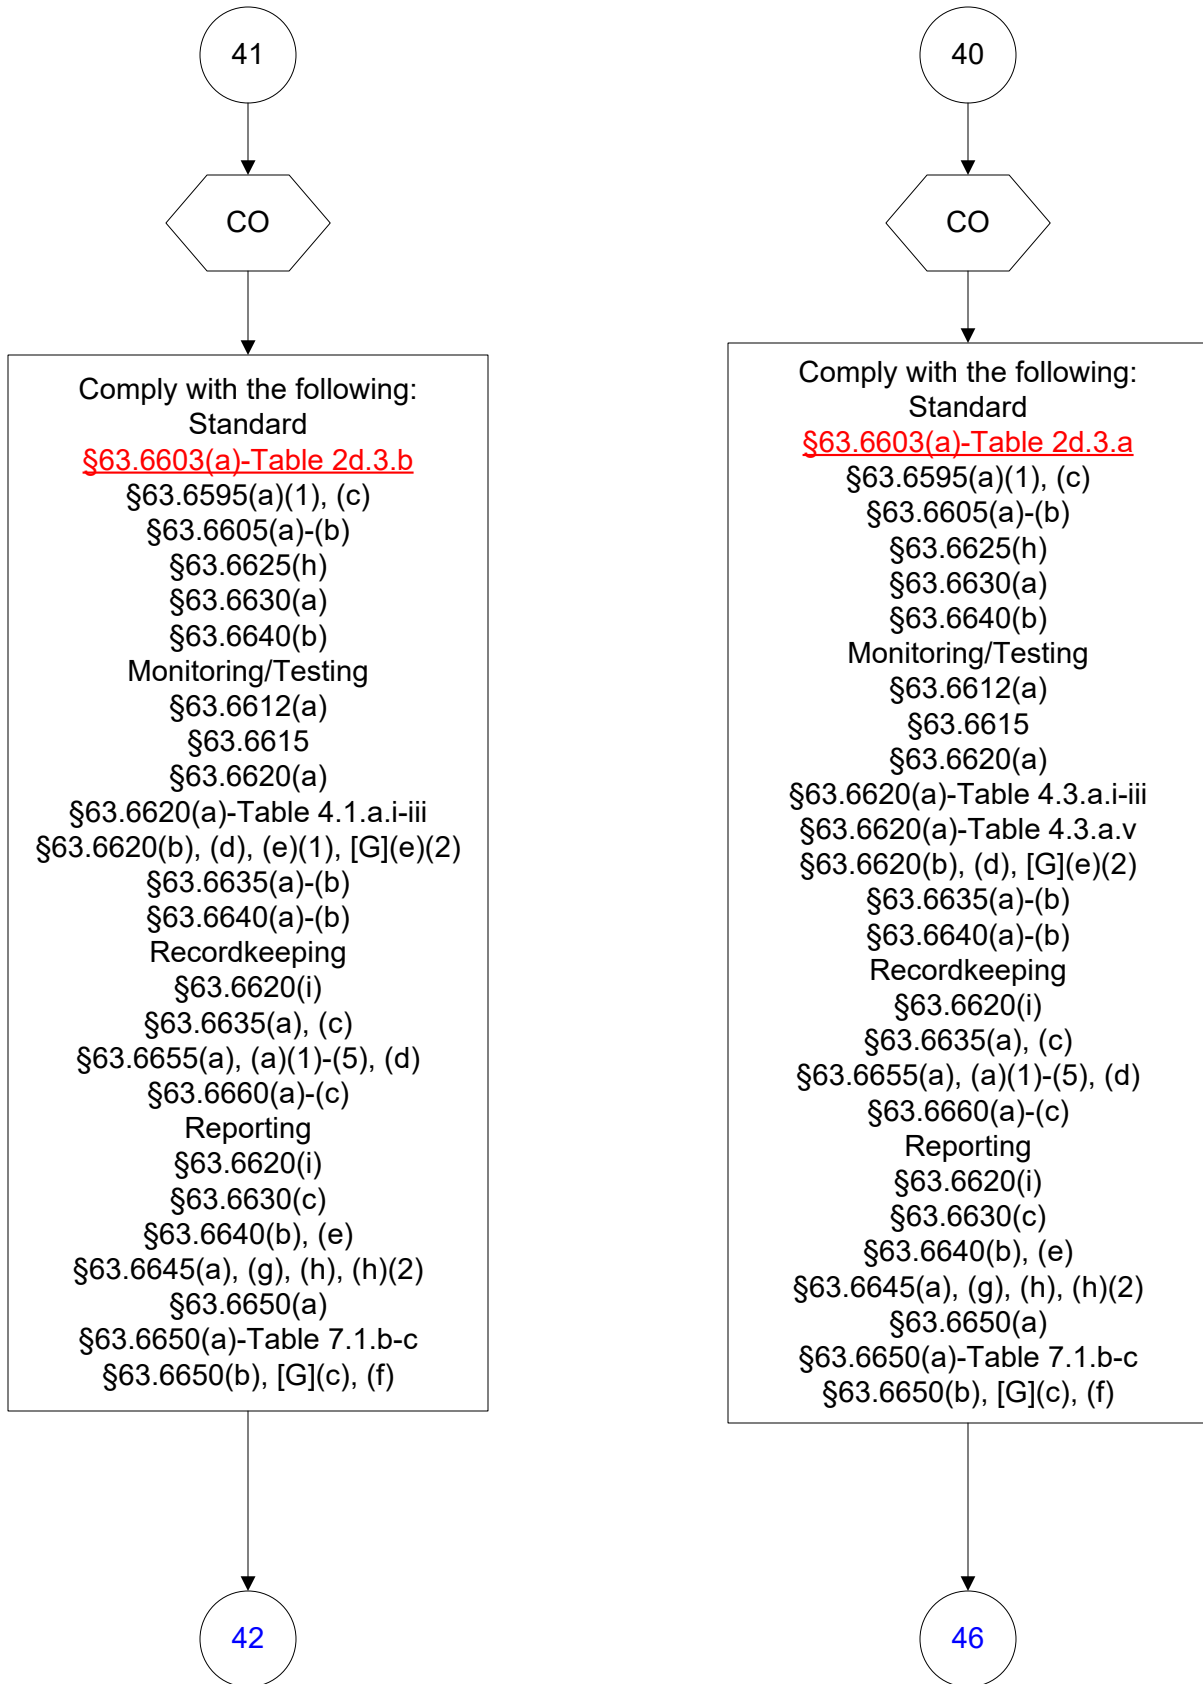 41
CO
Comply with the following:
Standard
§63.6603(a)-Table 2d.3.b
§63.6595(a)(1), (c)
§63.6605(a)-(b)
§63.6625(h)
§63.6630(a)
§63.6640(b)
Monitoring/Testing
§63.6612(a)
§63.6615
§63.6620(a)
§63.6620(a)-Table 4.1.a.i-iii
§63.6620(b), (d), (e)(1), [G](e)(2)
§63.6635(a)-(b)
§63.6640(a)-(b)
Recordkeeping
§63.6620(i)
§63.6635(a), (c)
§63.6655(a), (a)(1)-(5), (d)
§63.6660(a)-(c)
Reporting
§63.6620(i)
§63.6630(c)
§63.6640(b), (e)
§63.6645(a), (g), (h), (h)(2)
§63.6650(a)
§63.6650(a)-Table 7.1.b-c
§63.6650(b), [G](c), (f)
42
40
CO
Comply with the following:
Standard
§63.6603(a)-Table 2d.3.a
§63.6595(a)(1), (c)
§63.6605(a)-(b)
§63.6625(h)
§63.6630(a)
§63.6640(b)
Monitoring/Testing
§63.6612(a)
§63.6615
§63.6620(a)
§63.6620(a)-Table 4.3.a.i-iii
§63.6620(a)-Table 4.3.a.v
§63.6620(b), (d), [G](e)(2)
§63.6635(a)-(b)
§63.6640(a)-(b)
Recordkeeping
§63.6620(i)
§63.6635(a), (c)
§63.6655(a), (a)(1)-(5), (d)
§63.6660(a)-(c)
Reporting
§63.6620(i)
§63.6630(c)
§63.6640(b), (e)
§63.6645(a), (g), (h), (h)(2)
§63.6650(a)
§63.6650(a)-Table 7.1.b-c
§63.6650(b), [G](c), (f)
46